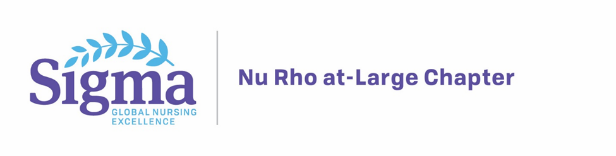 Sigma
GLOBAL NURSING
EXCELLENCE
Nu Rho at-Large Chapter